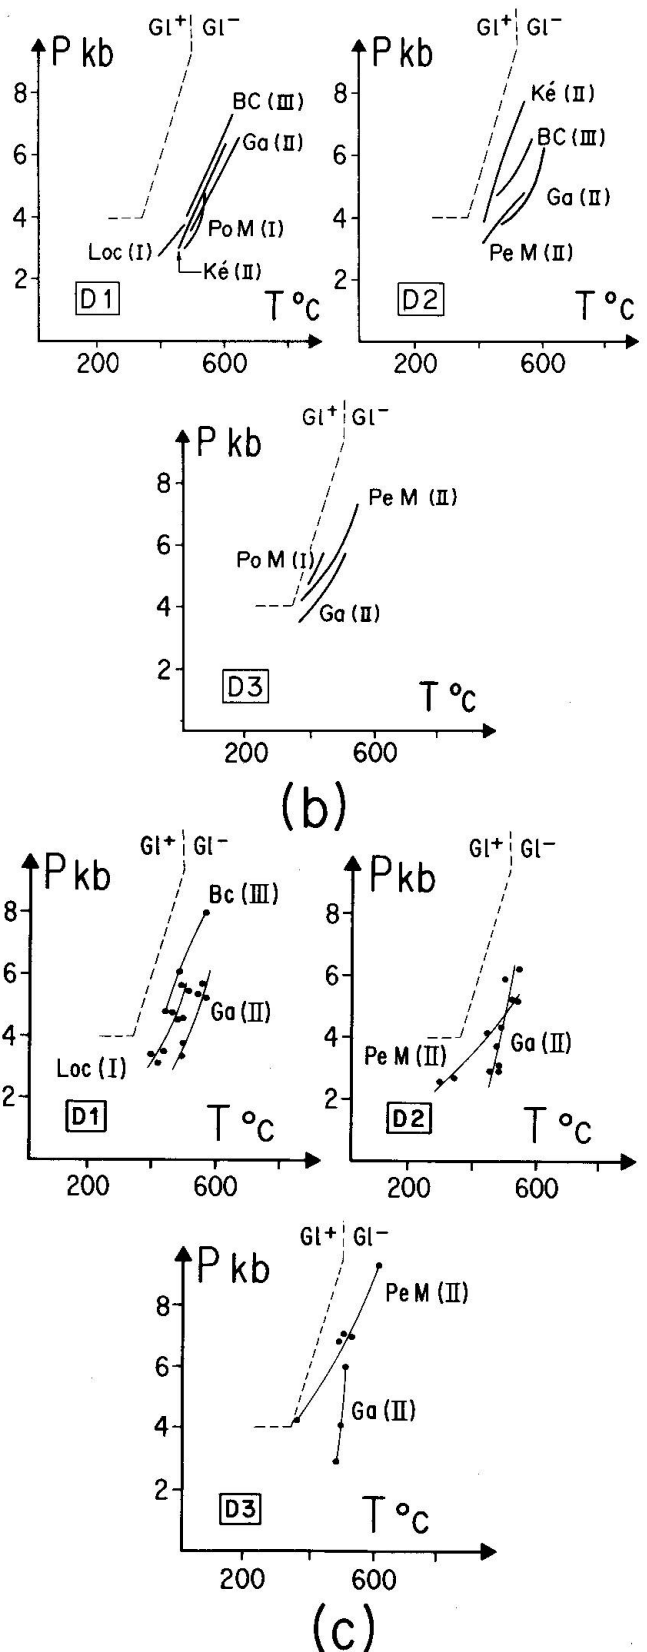 Gl⁺ Gl⁻
P kb
8
6
4
2
BC (III)
Ga (II)
Po M (I)
Loc (I)
Ké (II)
D1
T °c
200 600
Gl⁺ Gl⁻
P kb
8
6
4
2
Ké (II)
BC (III)
Ga (II)
Pe M (II)
D2
T °c
200 600
Gl⁺ Gl⁻
P kb
8
6
4
2
Pe M (II)
Po M (I)
Ga (II)
D3
T °c
200 600
(b)
Gl⁺ Gl⁻
P kb
8
6
4
2
Bc (III)
Ga (II)
Loc (I)
D1
T °c
200 600
Gl⁺ Gl⁻
P kb
8
6
4
2
Pe M (II)
Ga (II)
D2
T °c
200 600
Gl⁺ Gl⁻
P kb
8
6
4
2
Pe M (II)
Ga (II)
D3
T °c
200 600
(c)